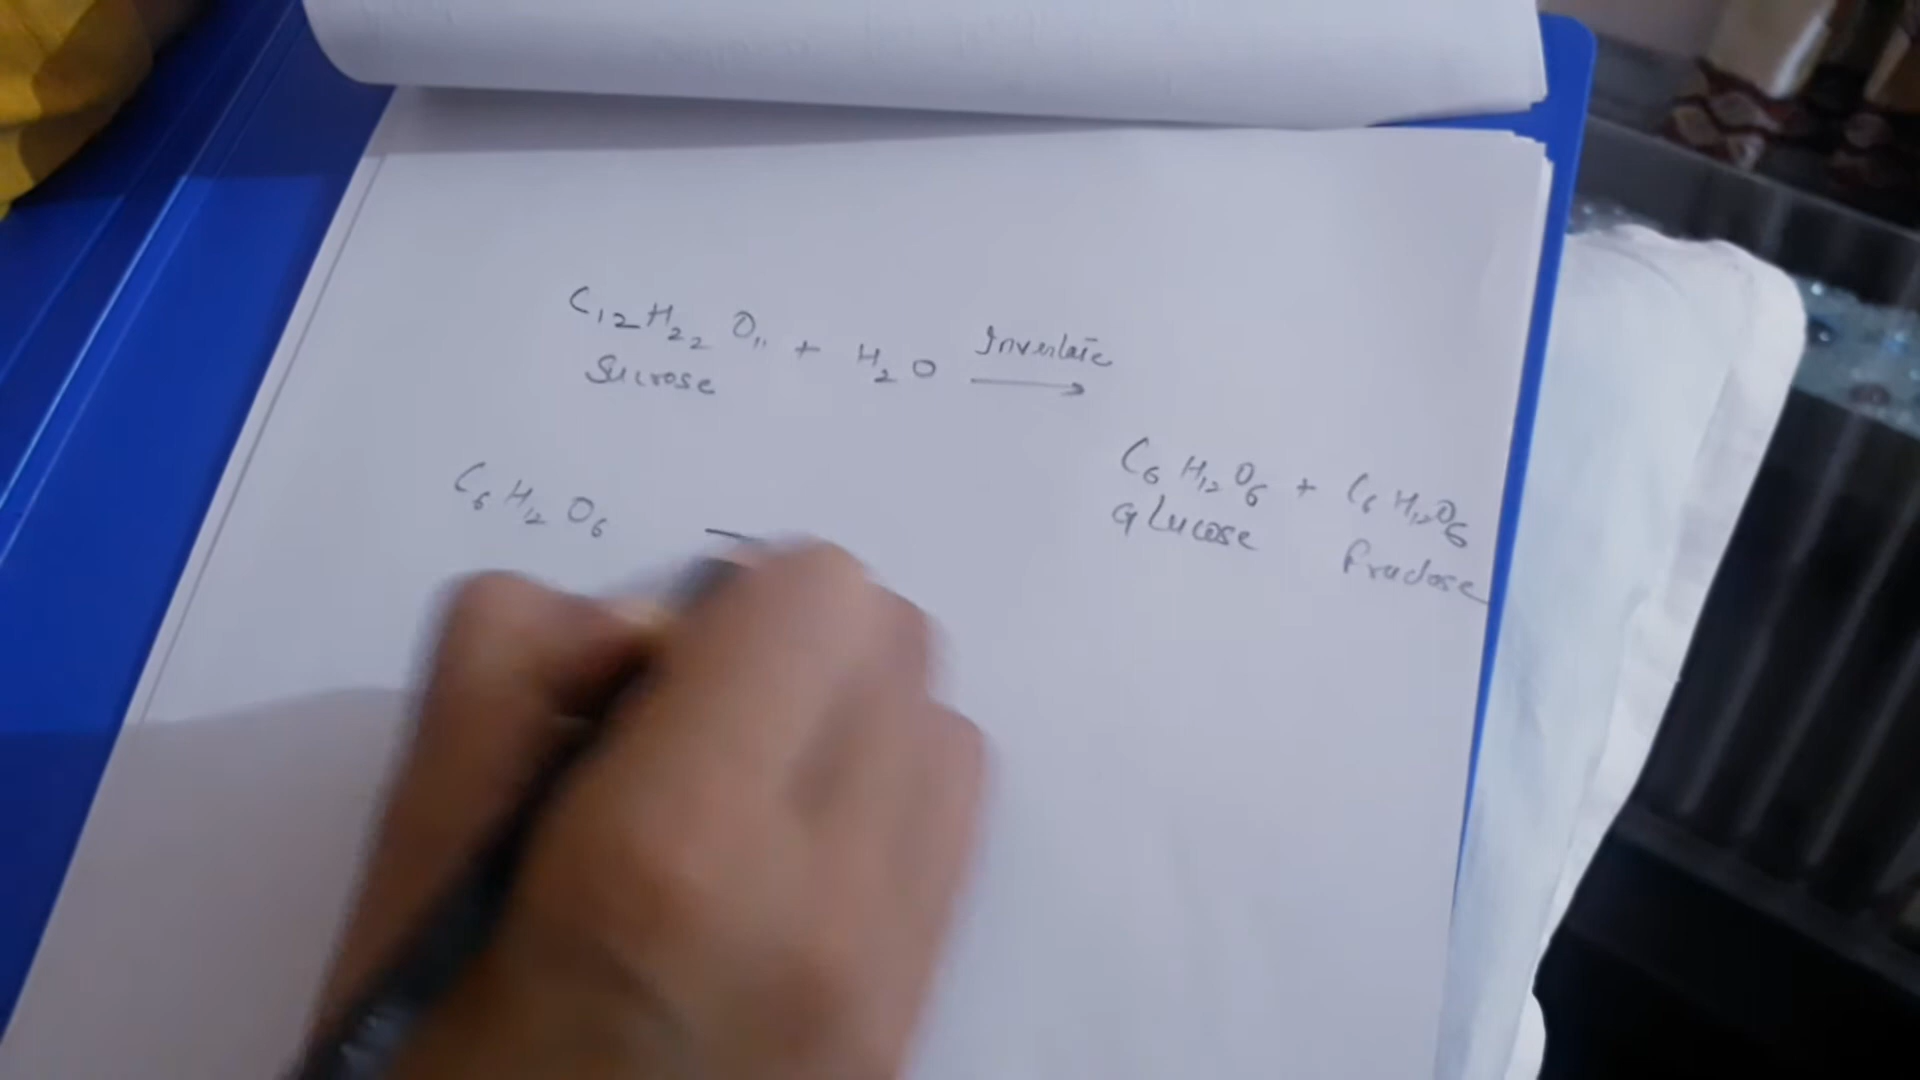 C₁₂H₂₂O₁₁ + H₂O Invertase →
Sucrose
C₆H₁₂O₆ + C₆H₁₂O₆
Glucose Fructose
C₆H₁₂O₆